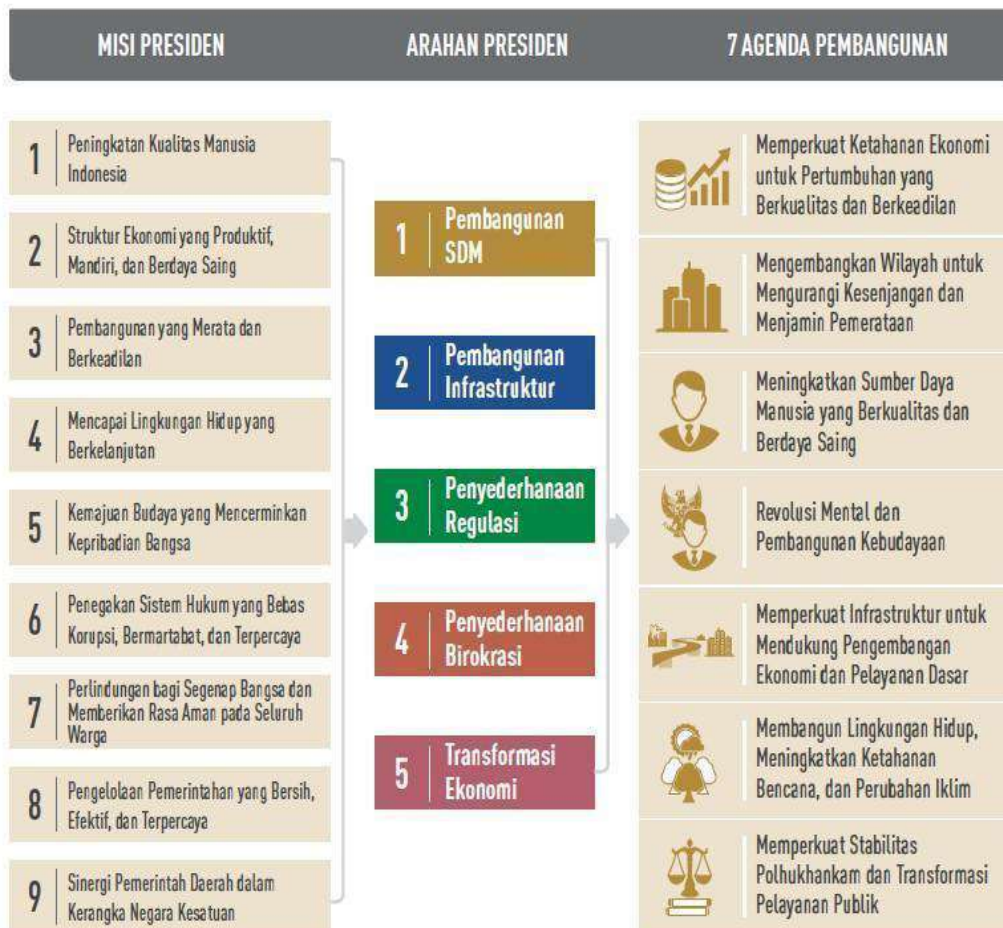 MISI PRESIDEN
ARAHAN PRESIDEN
7 AGENDA PEMBANGUNAN
1
Peningkatan Kualitas Manusia
Indonesia
2
Struktur Ekonomi yang Produktif,
Mandiri, dan Berdaya Saing
3
Pembangunan yang Merata dan
Berkeadilan
4
Mencapai Lingkungan Hidup yang
Berkelanjutan
5
Kemajuan Budaya yang Mencerminkan
Kepribadian Bangsa
6
Penegakan Sistem Hukum yang Bebas
Korupsi, Bermartabat, dan Terpercaya
7
Perlindungan bagi Segenap Bangsa dan
Memberikan Rasa Aman pada Seluruh
Warga
8
Pengelolaan Pemerintahan yang Bersih,
Efektif, dan Terpercaya
9
Sinergi Pemerintah Daerah dalam
Kerangka Negara Kesatuan
1
Pembangunan
SDM
2
Pembangunan
Infrastruktur
3
Penyederhanaan
Regulasi
4
Penyederhanaan
Birokrasi
5
Transformasi
Ekonomi
Memperkuat Ketahanan Ekonomi
untuk Pertumbuhan yang
Berkualitas dan Berkeadilan
Mengembangkan Wilayah untuk
Mengurangi Kesenjangan dan
Menjamin Pemerataan
Meningkatkan Sumber Daya
Manusia yang Berkualitas dan
Berdaya Saing
Revolusi Mental dan
Pembangunan Kebudayaan
Memperkuat Infrastruktur untuk
Mendukung Pengembangan
Ekonomi dan Pelayanan Dasar
Membangun Lingkungan Hidup,
Meningkatkan Ketahanan
Bencana, dan Perubahan Iklim
Memperkuat Stabilitas
Polhukhankam dan Transformasi
Pelayanan Publik